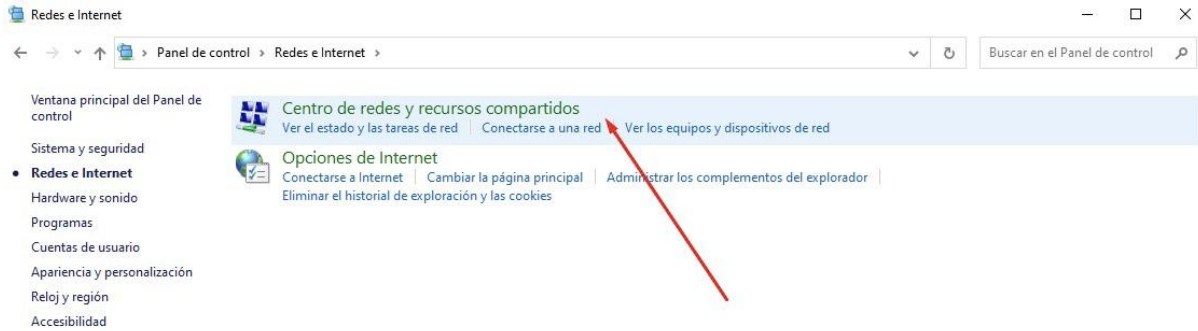 Redes e Internet
Panel de control > Redes e Internet >
Buscar en el Panel de control
Ventana principal del Panel de
control
Sistema y seguridad
Redes e Internet
Hardware y sonido
Programas
Cuentas de usuario
Apariencia y personalización
Reloj y región
Accesibilidad
Centro de redes y recursos compartidos
Ver el estado y las tareas de red | Conectarse a una red | Ver los equipos y dispositivos de red
Opciones de Internet
Conectarse a Internet | Cambiar la página principal | Administrar los complementos del explorador |
Eliminar el historial de exploración y las cookies